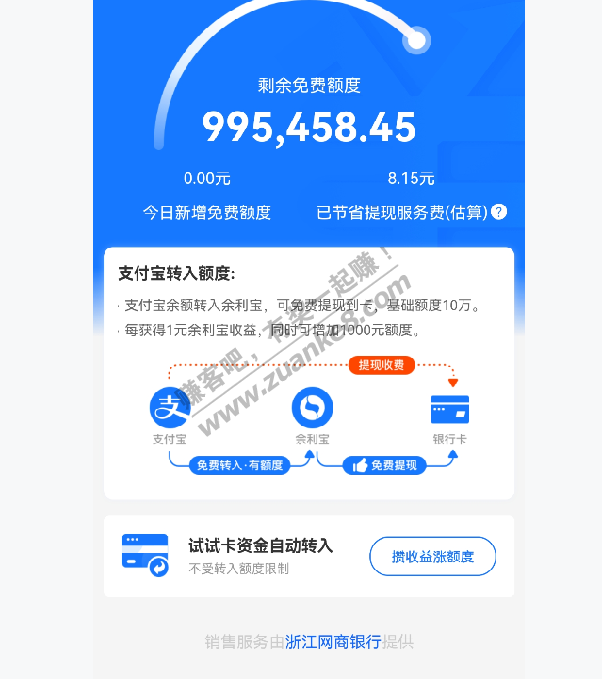 剩余免费额度
995,458.45
0.00元 8.15元
今日新增免费额度 已节省提现服务费(估算) ?
支付宝转入额度:
· 支付宝余额转入余利宝，可免费提现到卡，基础额度10万。
· 每获得1元余利宝收益，同时可增加1000元额度。
赚客吧，有奖一起赚！
www.zuanke8.com
提现收费
支
支付宝 余利宝 银行卡
免费转入·有额度 免费提现
试试卡资金自动转入
不受转入额度限制
攒收益涨额度
销售服务由浙江网商银行提供